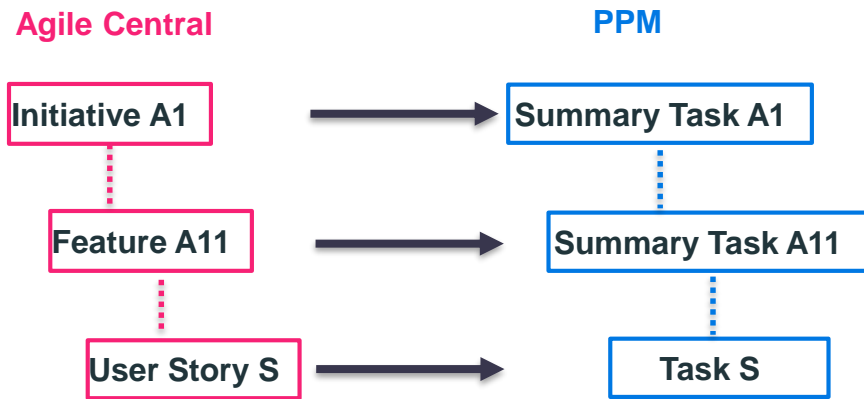 Agile Central
PPM
Initiative A1
Summary Task A1
Feature A11
Summary Task A11
User Story S
Task S